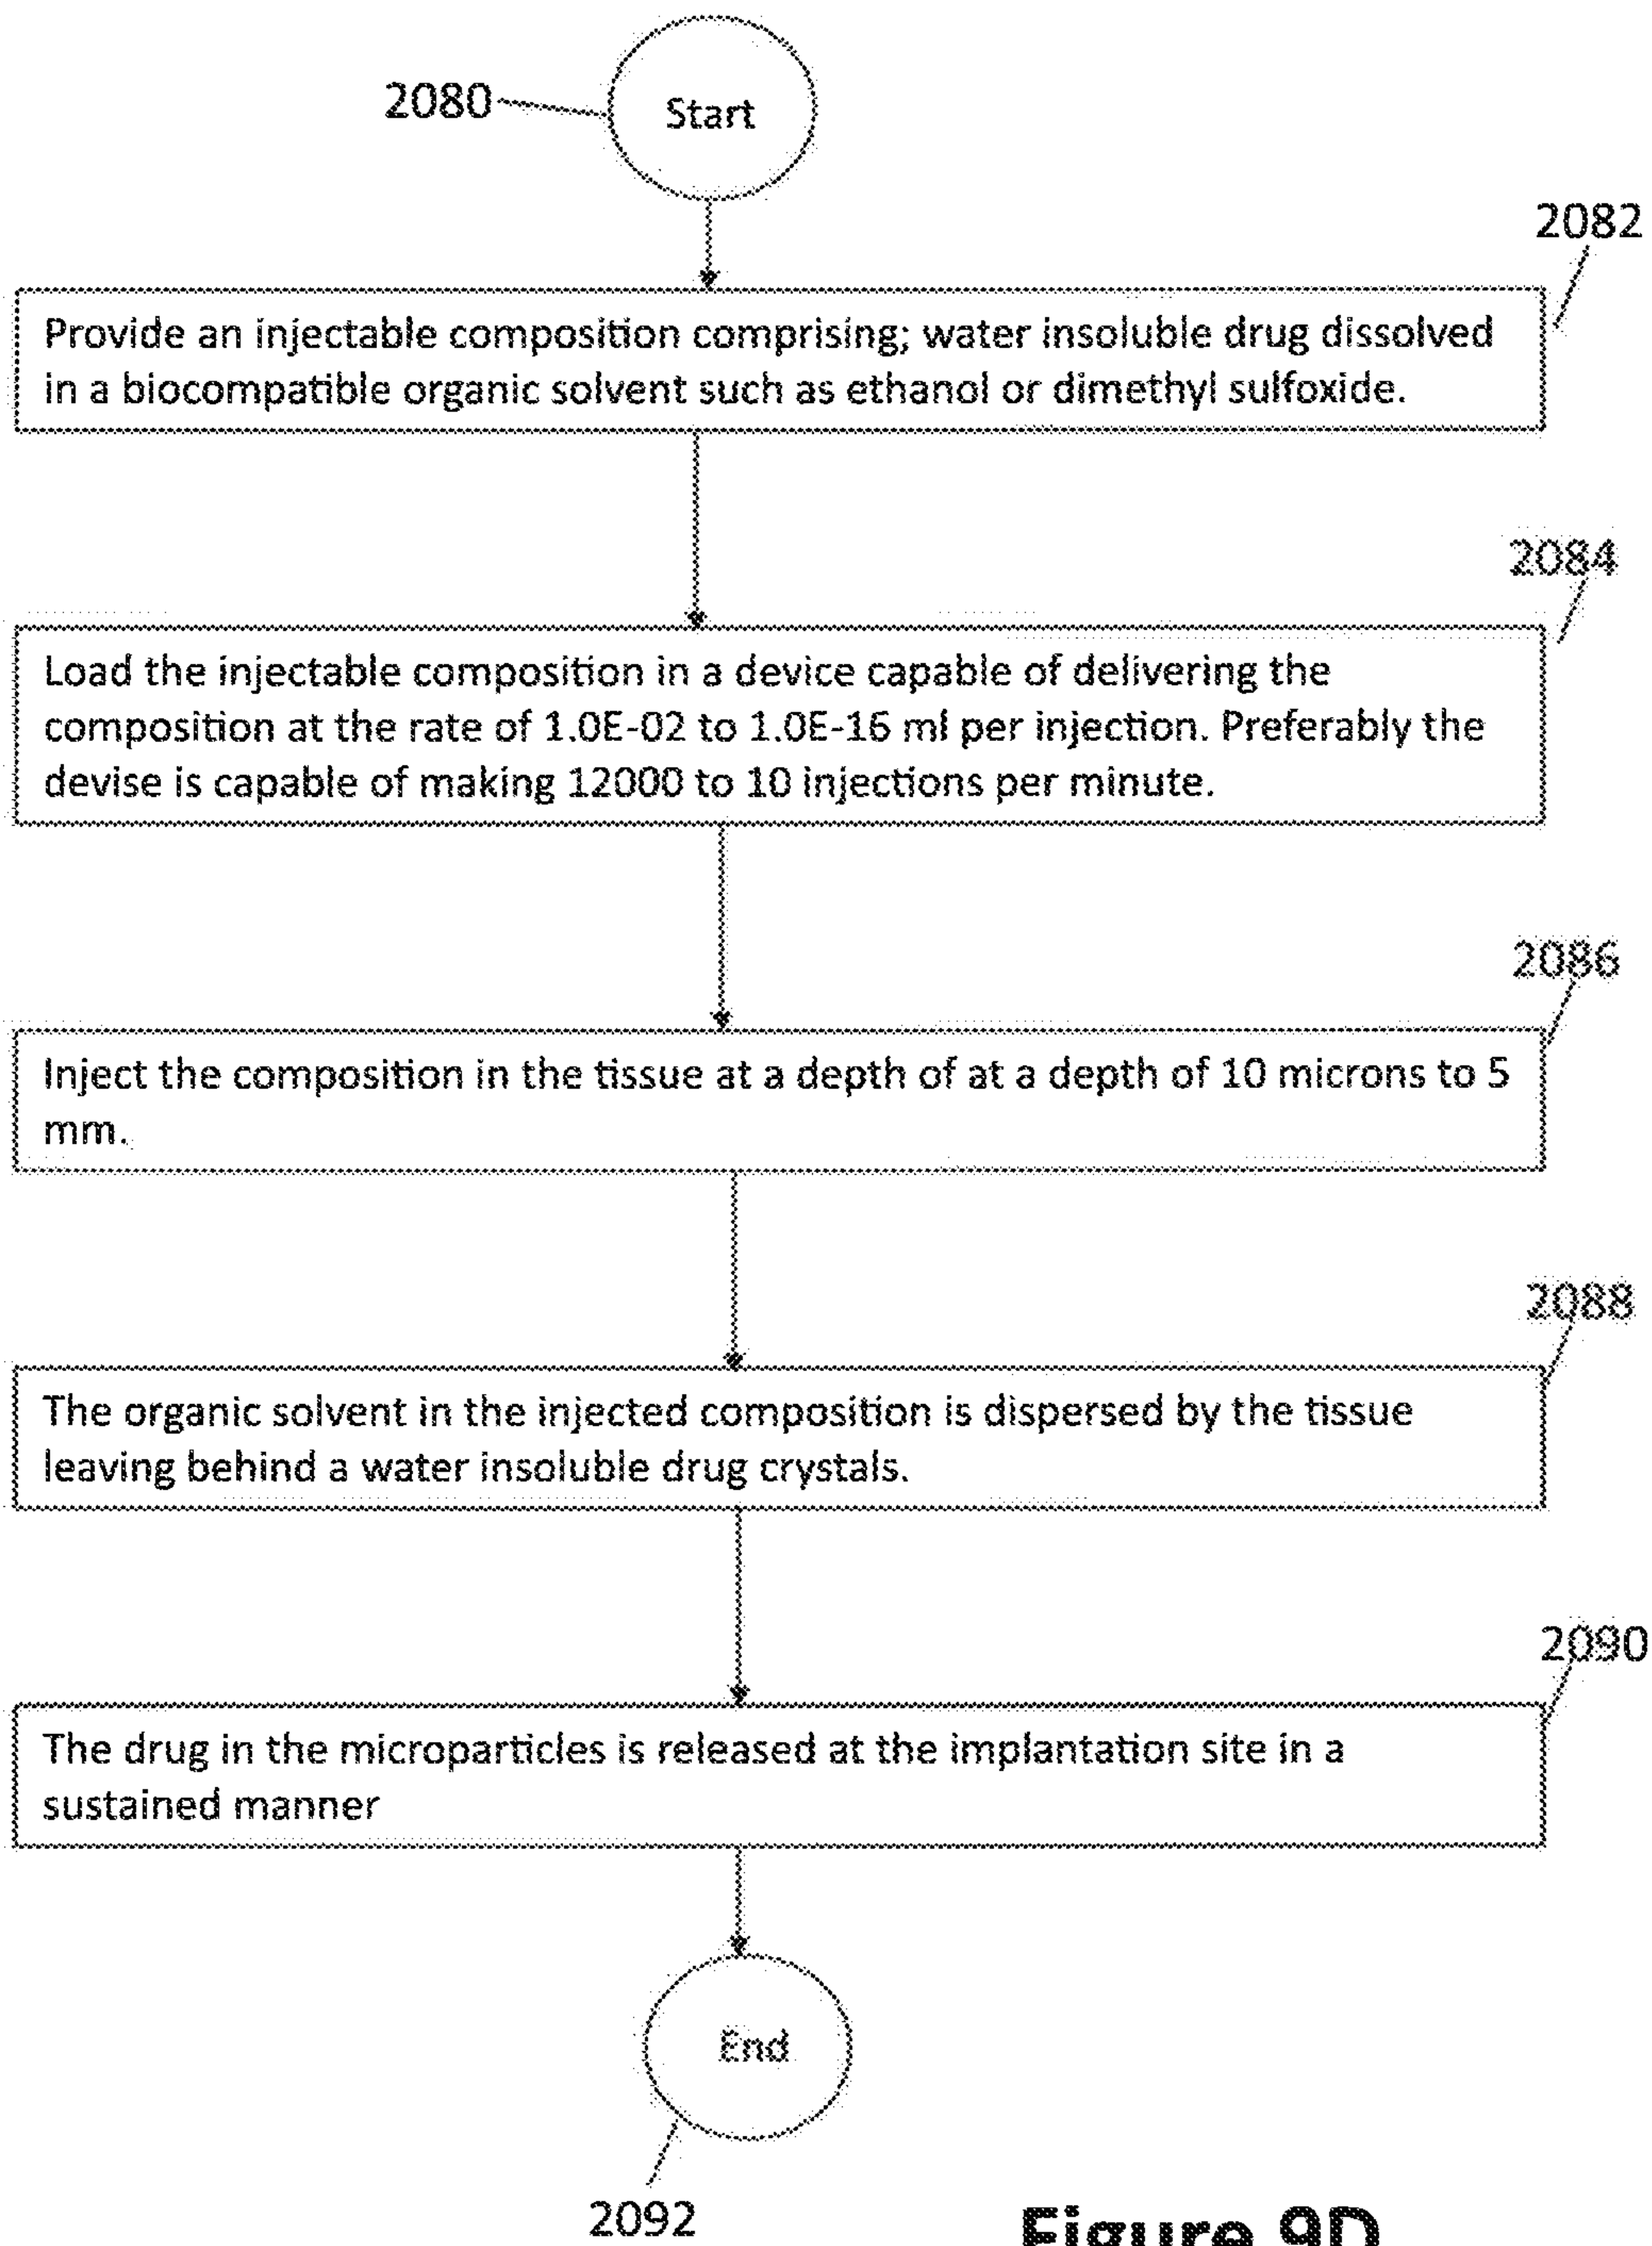 2080
Start
2082
Provide an injectable composition comprising; water insoluble drug dissolved
in a biocompatible organic solvent such as ethanol or dimethyl sulfoxide.
2084
Load the injectable composition in a device capable of delivering the
composition at the rate of 1.0E-02 to 1.0E-16 ml per injection. Preferably the
devise is capable of making 12000 to 10 injections per minute.
2086
Inject the composition in the tissue at a depth of at a depth of 10 microns to 5
mm.
2088
The organic solvent in the injected composition is dispersed by the tissue
leaving behind a water insoluble drug crystals.
2090
The drug in the microparticles is released at the implantation site in a
sustained manner
End
2092
Figure 9D